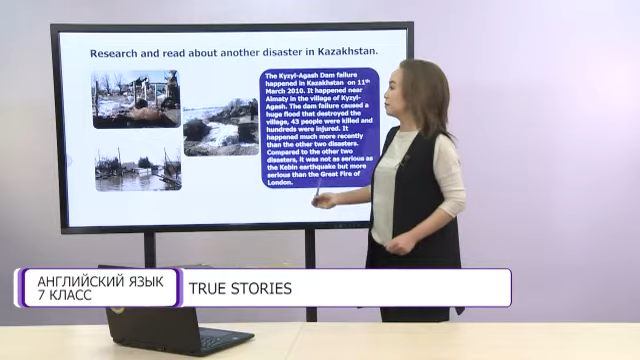 Research and read about another disaster in Kazakhstan.
The Kyzyl-Agash Dam failure
happened in Kazakhstan on 11th
March 2010. It happened near
Almaty in the village of Kyzyl-
Agash. The dam failure caused a
huge flood that destroyed the
village, 43 people were killed and
hundreds were injured. It
happened much more recently
than the other two disasters.
Compared to the other two
disasters, it was not as serious as
the Kebin earthquake but more
serious than the Great Fire of
London.
АНГЛИЙСКИЙ ЯЗЫК
7 КЛАСС
TRUE STORIES